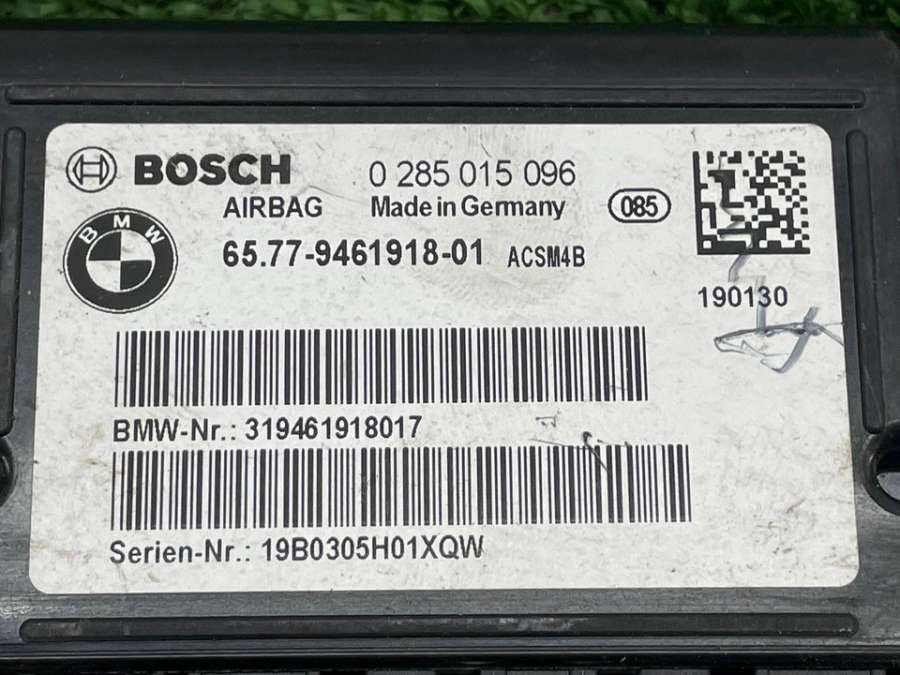 BOSCH 0 285 015 096
AIRBAG Made in Germany 085
BMW 65.77-9461918-01 ACSM4B
190130
BMW-Nr.: 319461918017
Serien-Nr.: 19B0305H01XQW